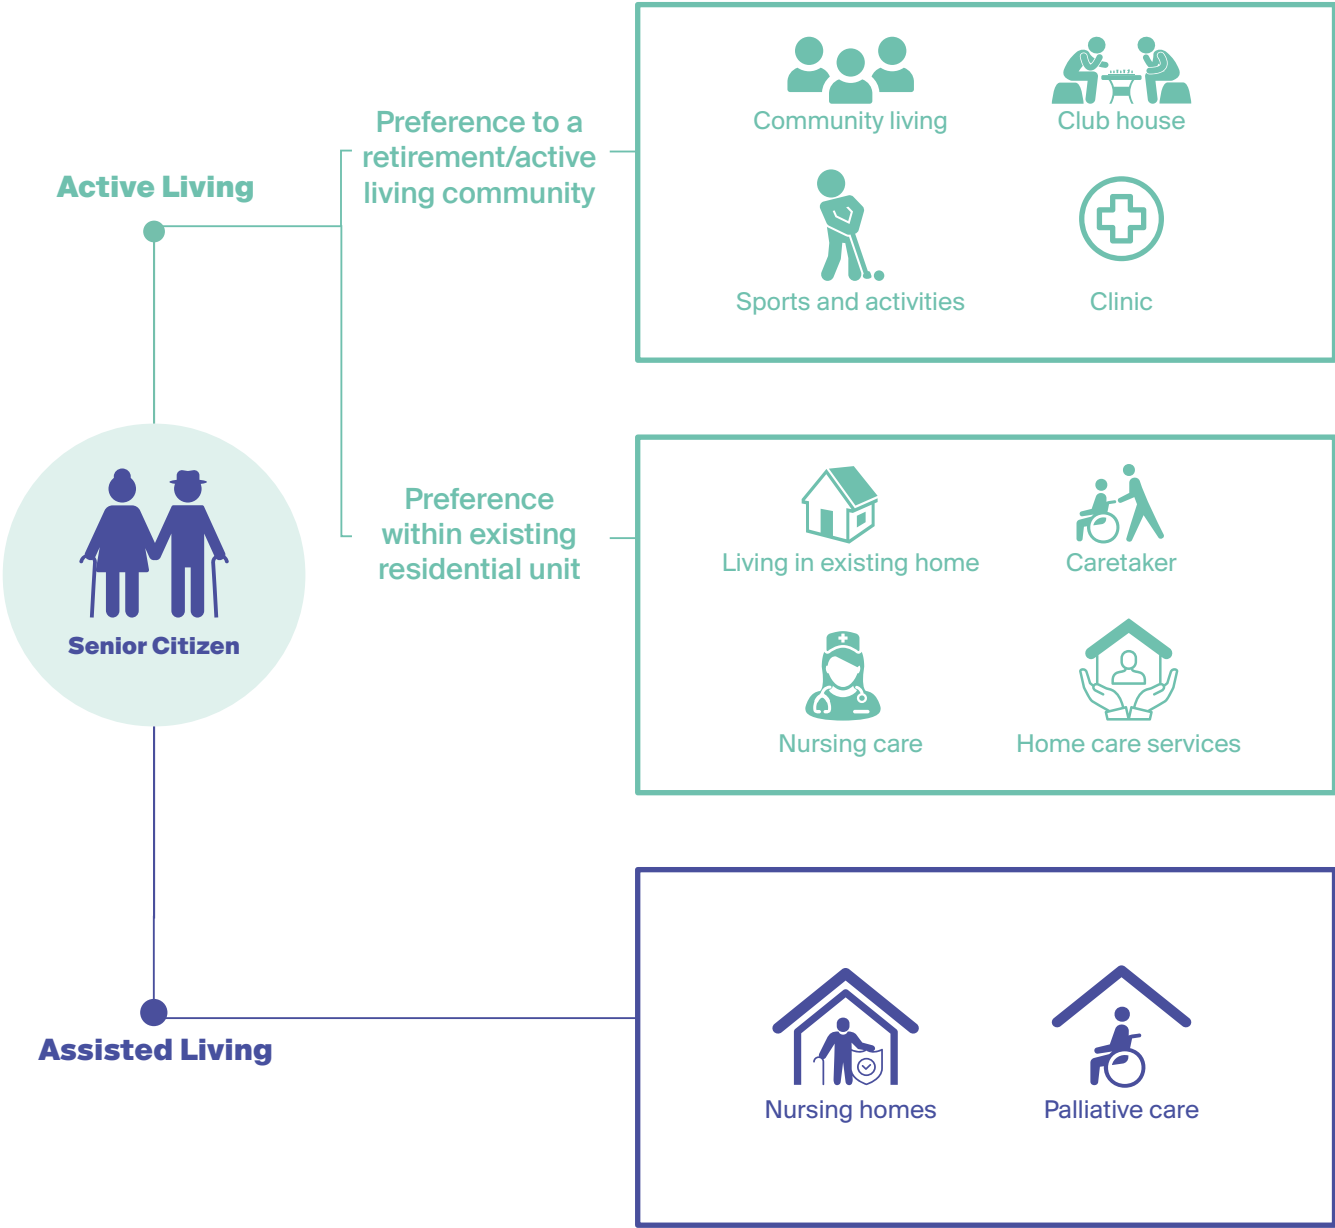 Active Living
Preference to a
retirement/active
living community
Community living
Club house
Sports and activities
Clinic
Senior Citizen
Preference
within existing
residential unit
Living in existing home
Caretaker
Nursing care
Home care services
Assisted Living
Nursing homes
Palliative care